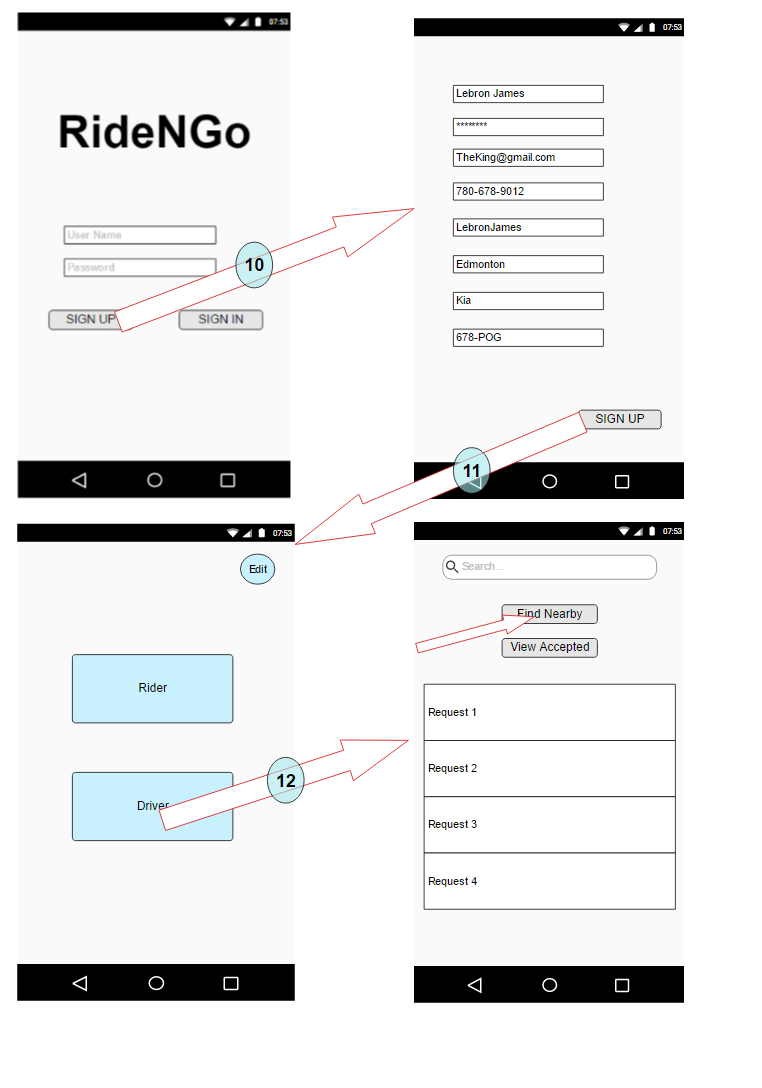 07:53
RideNGo
User Name
Password
SIGN UP
SIGN IN
10
07:53
Lebron James
********
TheKing@gmail.com
780-678-9012
LebronJames
Edmonton
Kia
678-POG
SIGN UP
11
07:53
Edit
Rider
Driver
12
07:53
Search...
Find Nearby
View Accepted
Request 1
Request 2
Request 3
Request 4